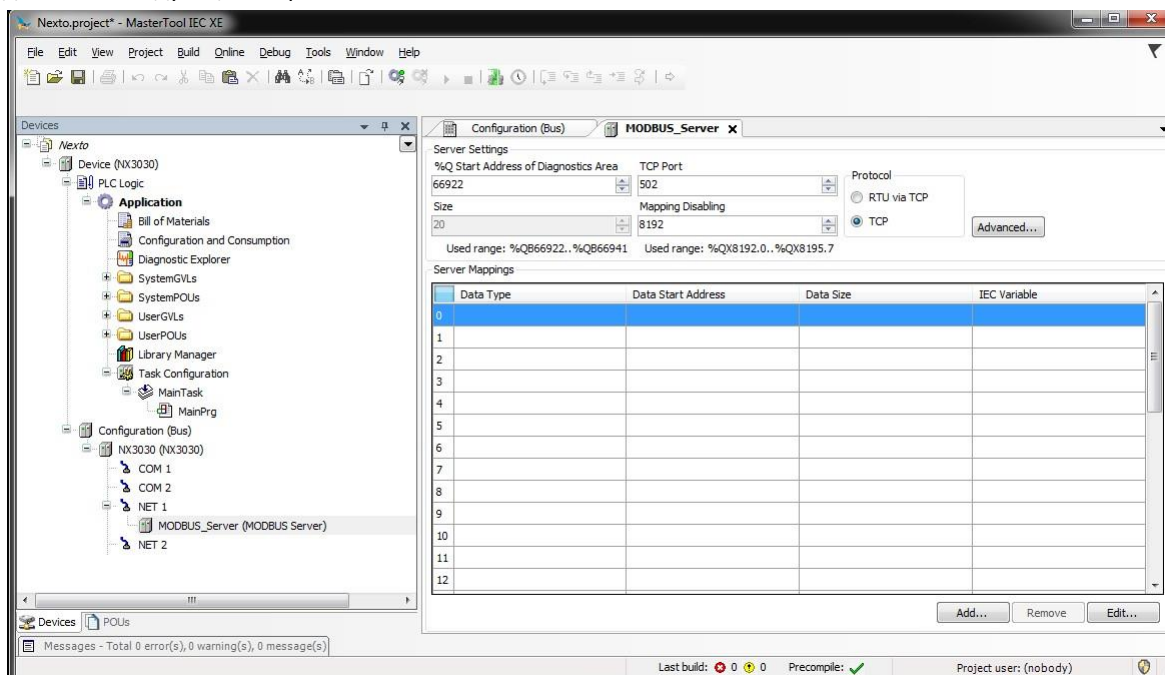 Nexto.project* - MasterTool IEC XE
File Edit View Project Build Online Debug Tools Window Help
Devices
Nexto
Device (NX3030)
PLC Logic
Application
Bill of Materials
Configuration and Consumption
Diagnostic Explorer
SystemGVLs
SystemPOUs
UserGVLs
UserPOUs
Library Manager
Task Configuration
MainTask
MainPrg
Configuration (Bus)
NX3030 (NX3030)
COM 1
COM 2
NET 1
MODBUS_Server (MODBUS Server)
NET 2
Devices POUs
Configuration (Bus) MODBUS_Server
Server Settings
%Q Start Address of Diagnostics Area TCP Port
66922 502
Size Mapping Disabling
20 8192
Used range: %QB66922..%QB66941 Used range: %QX8192.0..%QX8195.7
Protocol
RTU via TCP
TCP
Advanced...
Server Mappings
Data Type Data Start Address Data Size IEC Variable
0
1
2
3
4
5
6
7
8
9
10
11
12
Add... Remove Edit...
Messages - Total 0 error(s), 0 warning(s), 0 message(s)
Last build: 0 0 Precompile: Project user: (nobody)